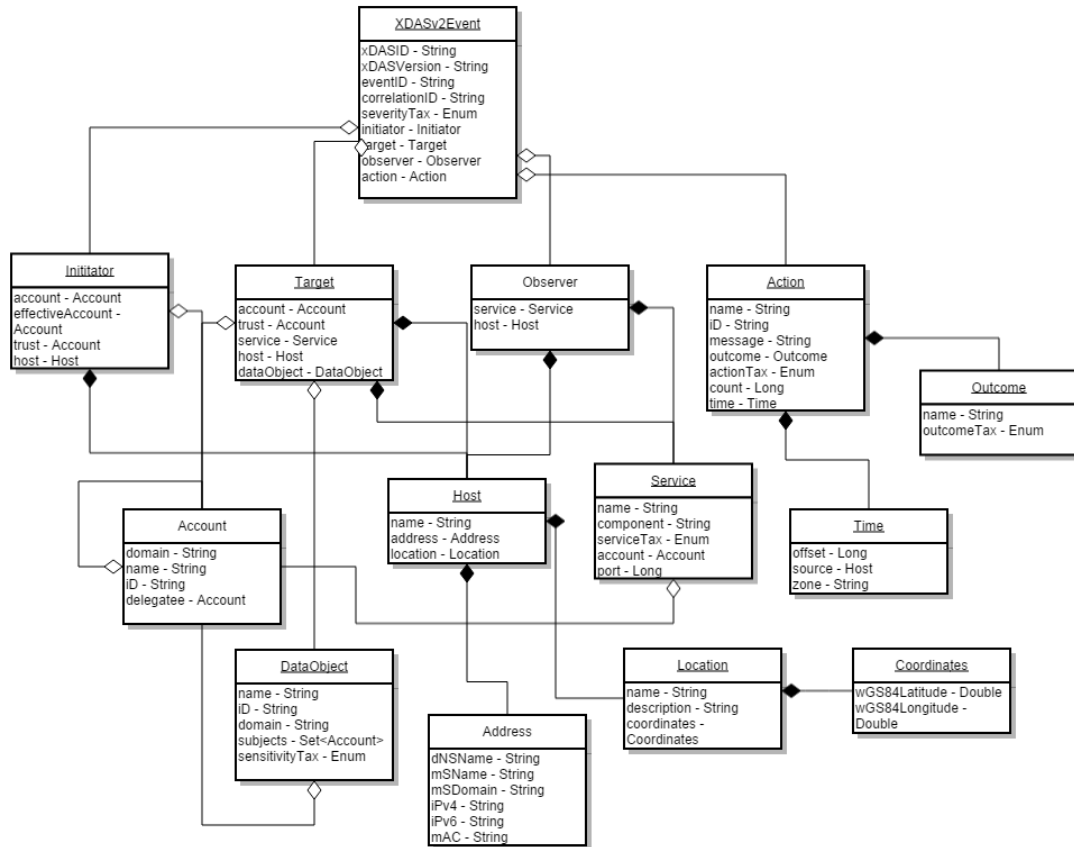 XDASv2Event
xDASID - String
xDASVersion - String
eventID - String
correlationID - String
severityTax - Enum
initiator - Initiator
target - Target
observer - Observer
action - Action
Inititator
account - Account
effectiveAccount -
Account
trust - Account
host - Host
Target
account - Account
trust - Account
service - Service
host - Host
dataObject - DataObject
Observer
service - Service
host - Host
Action
name - String
iD - String
message - String
outcome - Outcome
actionTax - Enum
count - Long
time - Time
Outcome
name - String
outcomeTax - Enum
Host
name - String
address - Address
location - Location
Service
name - String
component - String
serviceTax - Enum
account - Account
port - Long
Account
domain - String
name - String
iD - String
delegatee - Account
Time
offset - Long
source - Host
zone - String
DataObject
name - String
iD - String
domain - String
subjects - Set<Account>
sensitivityTax - Enum
Location
name - String
description - String
coordinates -
Coordinates
Coordinates
wGS84Latitude - Double
wGS84Longitude -
Double
Address
dNSName - String
mSName - String
mSDomain - String
iPv4 - String
iPv6 - String
mAC - String